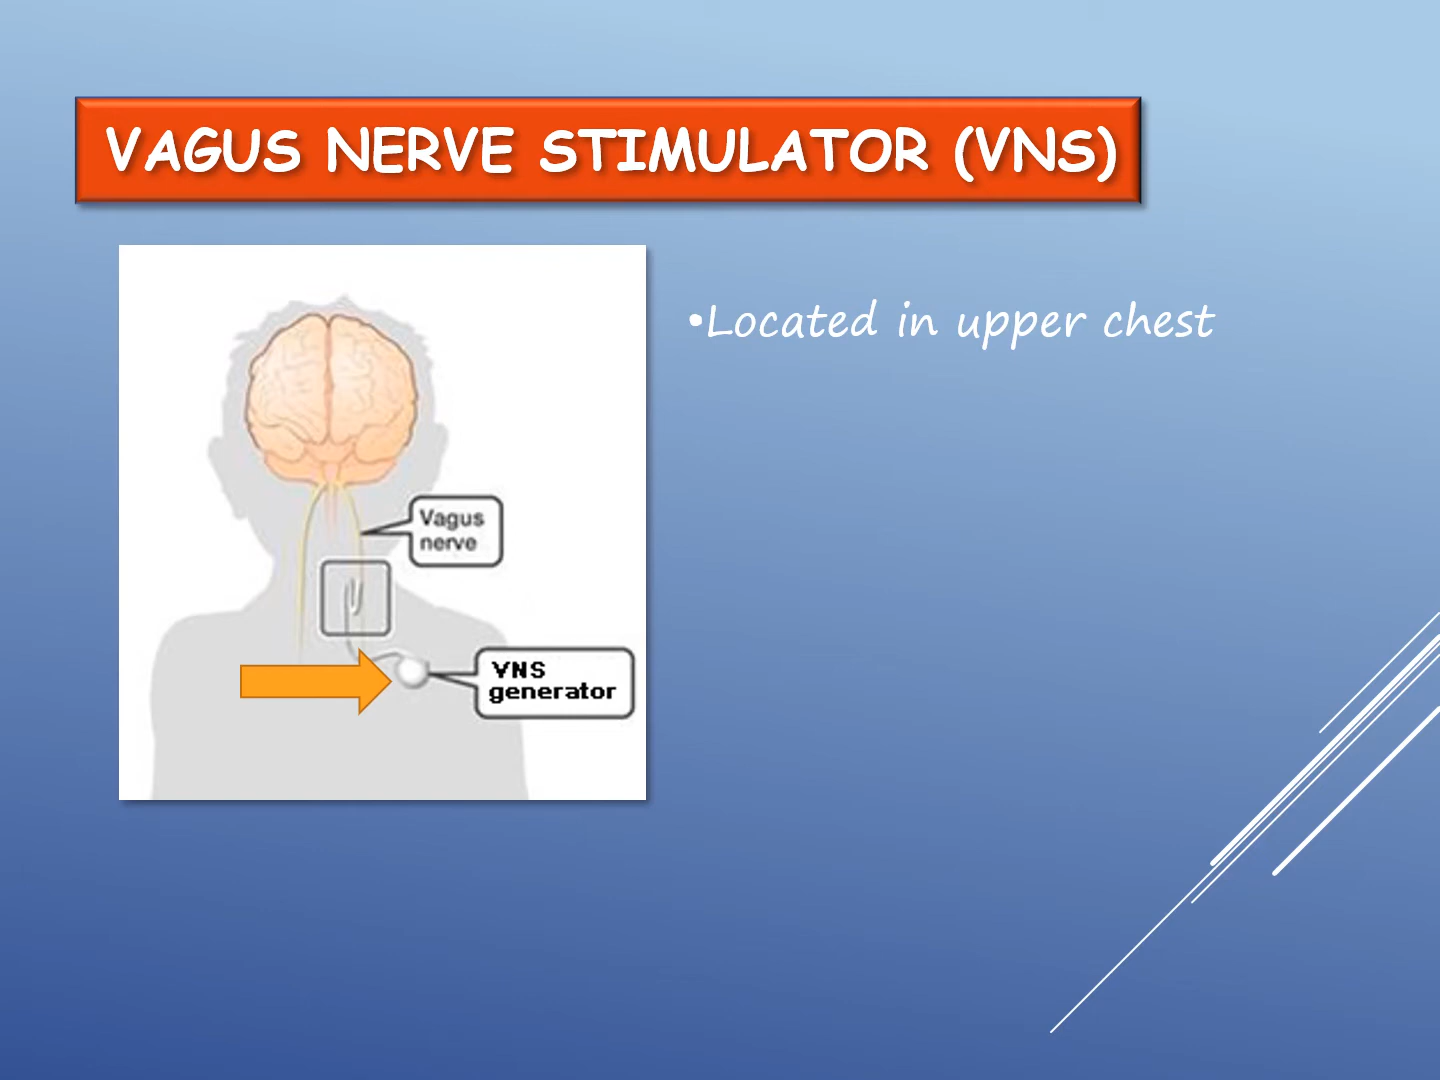 VAGUS NERVE STIMULATOR (VNS)
•Located in upper chest
Vagus
nerve
VNS
generator